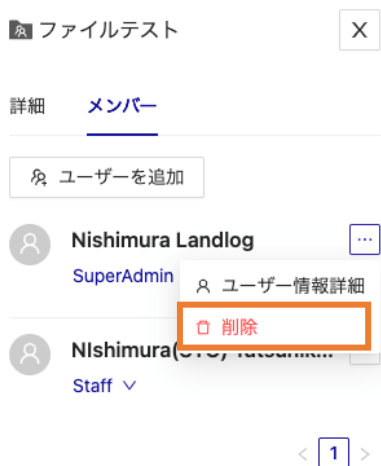 ファイルテスト
X
詳細 メンバー
ユーザーを追加
Nishimura Landlog
...
SuperAdmin
ユーザー情報詳細
削除
NIshimura(
Staff
< 1 >